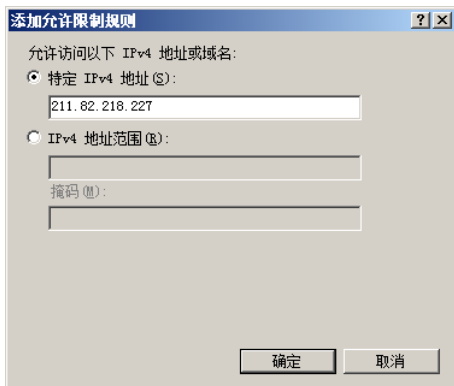 添加允许限制规则
允许访问以下 IPv4 地址或域名:
特定 IPv4 地址(S):
211.82.218.227
IPv4 地址范围(R):
掩码(M):
确定
取消